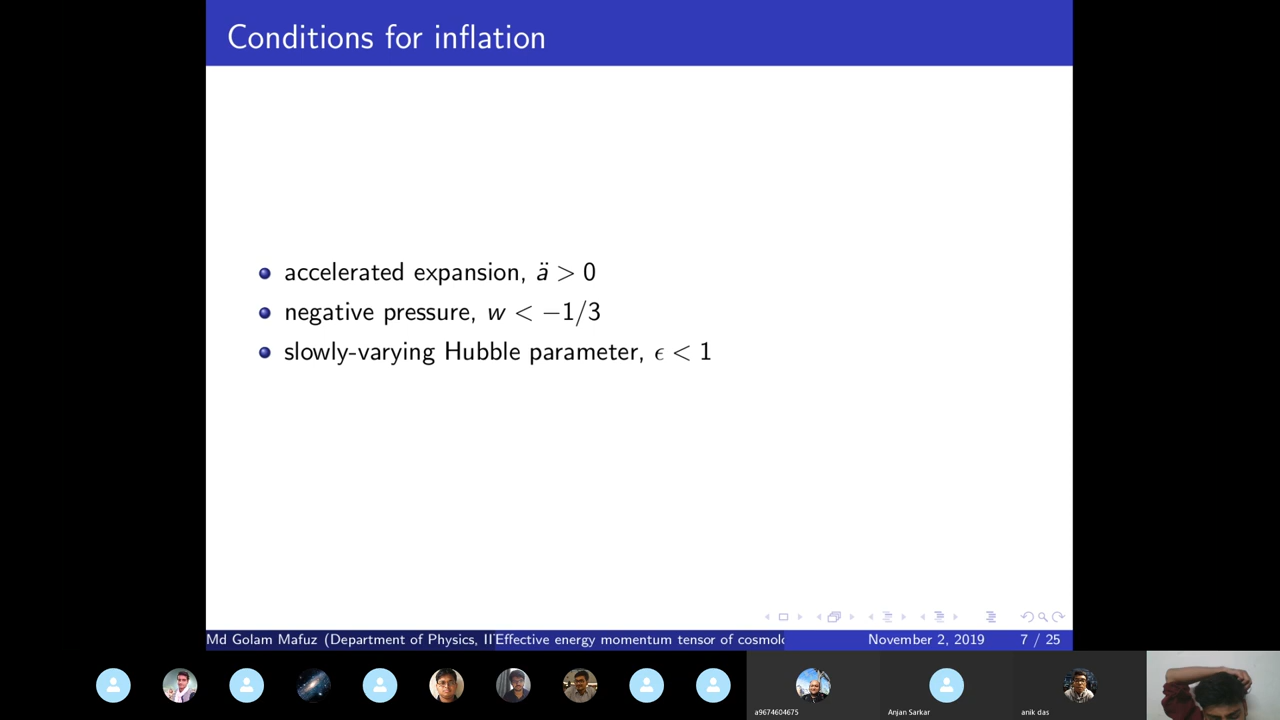 Conditions for inflation
accelerated expansion, ä > 0
negative pressure, w < −1/3
slowly-varying Hubble parameter, ϵ < 1
Md Golam Mafuz (Department of Physics, II Effective energy momentum tensor of cosmolo November 2, 2019 7 / 25
a9674604675 Anjan Sarkar anik das